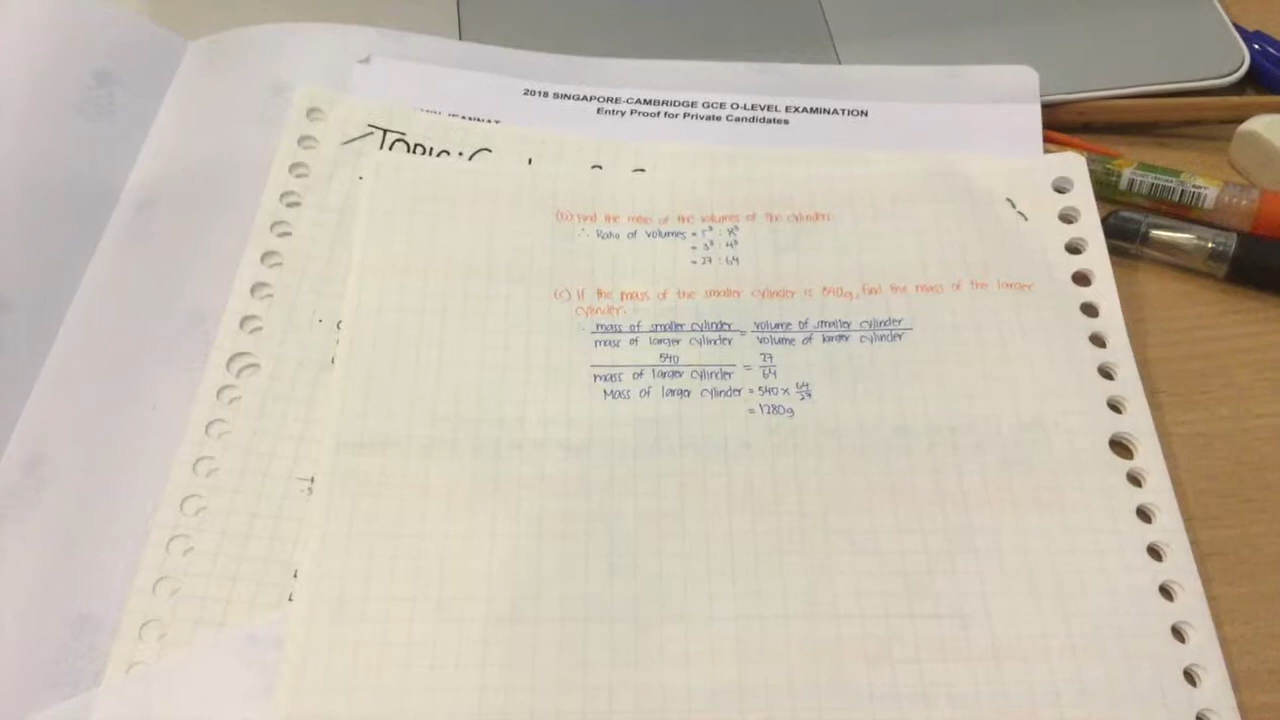 2018 SINGAPORE-CAMBRIDGE GCE O-LEVEL EXAMINATION
Entry Proof for Private Candidates
TOPIC:
(b) Find the of the volumes of the cylinders
∴ Ratio of volumes = r³ : R³
= 3³ : 4³
= 27 : 64
(c) If the mass of the smaller cylinder is 540g, find the mass of the larger
cylinder.
∴ mass of smaller cylinder / mass of larger cylinder = volume of smaller cylinder / volume of larger cylinder
540 / mass of larger cylinder = 27 / 64
Mass of larger cylinder = 540 × 64/27
= 1280g